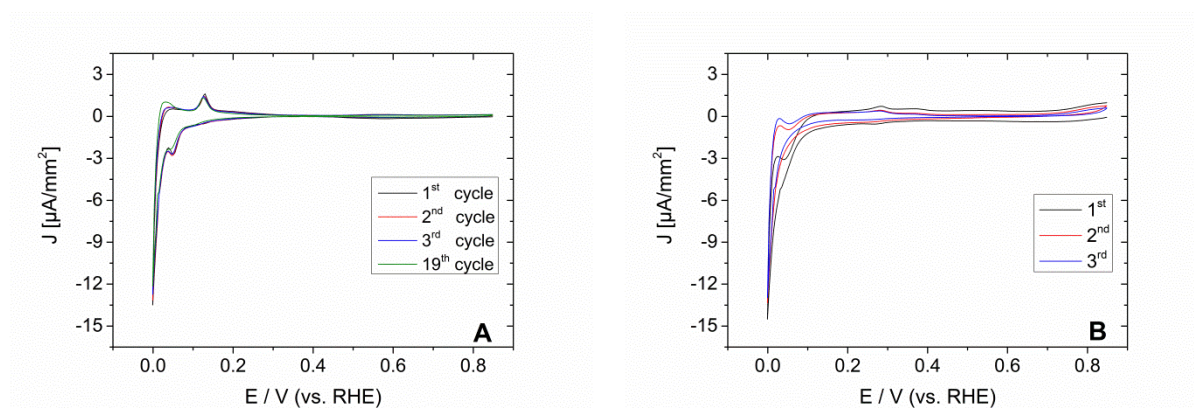 3
0
-3
-6
-9
-12
-15
J [µA/mm²]
1st cycle
2nd cycle
3rd cycle
19th cycle
A
0.0 0.2 0.4 0.6 0.8
E / V (vs. RHE)
3
0
-3
-6
-9
-12
-15
J [µA/mm²]
1st
2nd
3rd
B
0.0 0.2 0.4 0.6 0.8
E / V (vs. RHE)